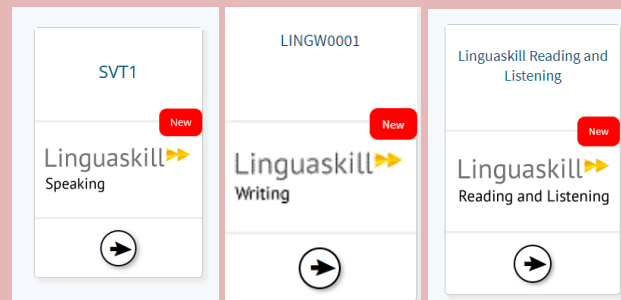 SVT1
New
Linguaskill
Speaking
LINGW0001
New
Linguaskill
Writing
Linguaskill Reading and
Listening
New
Linguaskill
Reading and Listening